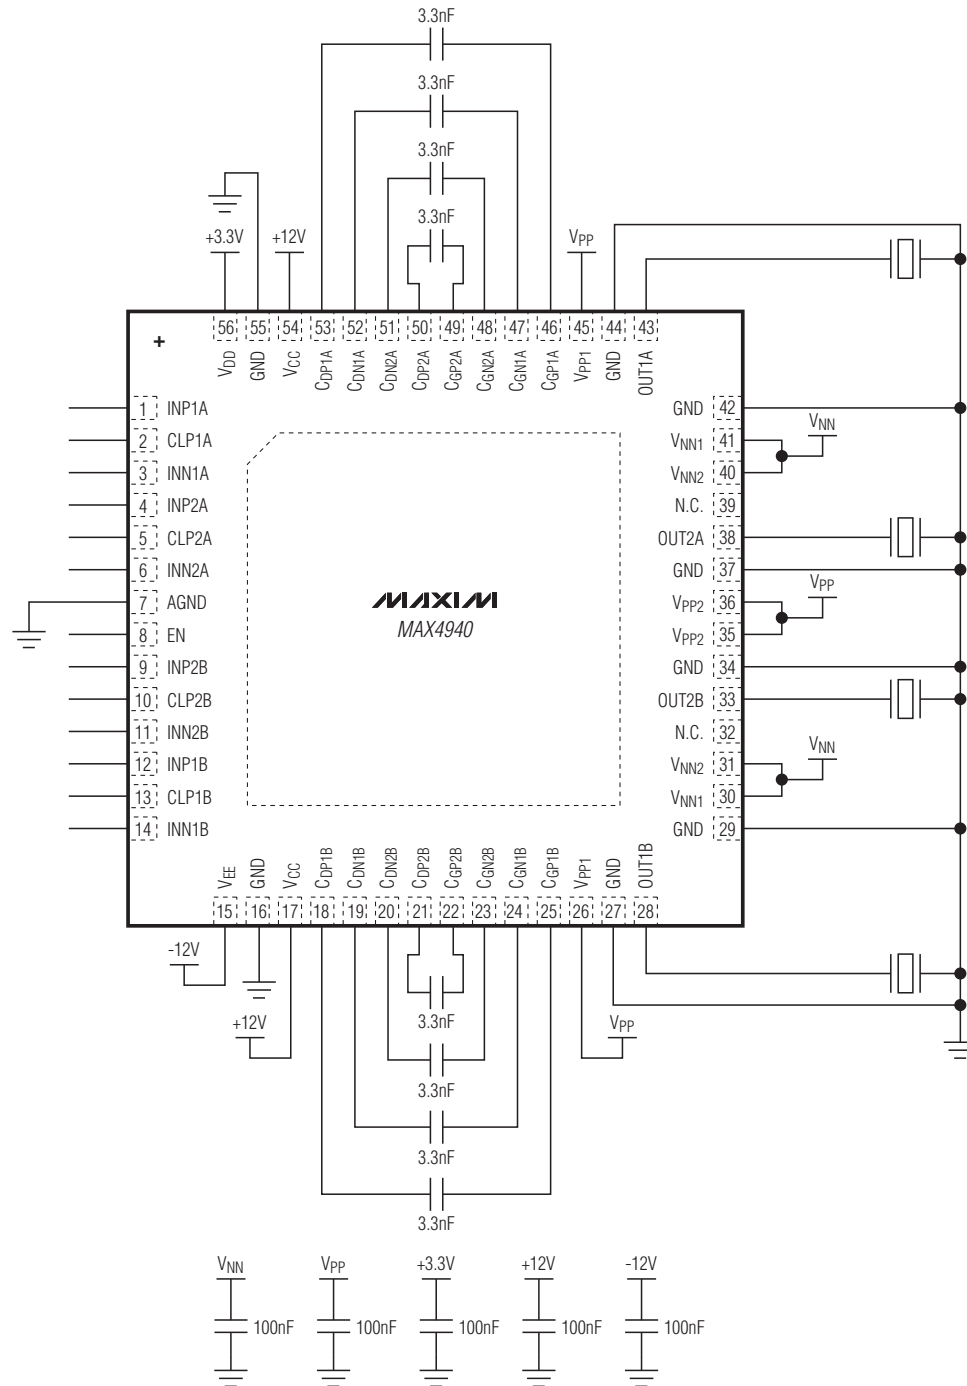 3.3nF
3.3nF
3.3nF
3.3nF
+3.3V +12V VPP
56 55 54 53 52 51 50 49 48 47 46 45 44 43
VDD GND VCC CDP1A CDN1A CDN2A CDP2A CGP2A CGN2A CGN1A CGP1A VPP1 GND OUT1A
+
1 INP1A
2 CLP1A
3 INN1A
4 INP2A
5 CLP2A
6 INN2A
7 AGND
8 EN
9 INP2B
10 CLP2B
11 INN2B
12 INP1B
13 CLP1B
14 INN1B
MAXIM
MAX4940
GND 42
VNN
VNN1 41
VNN2 40
N.C. 39
OUT2A 38
GND 37
VPP
VPP2 36
VPP2 35
GND 34
OUT2B 33
N.C. 32
VNN
VNN2 31
VNN1 30
GND 29
VEE GND VCC CDP1B CDN1B CDN2B CDP2B CGP2B CGN2B CGN1B CGP1B VPP1 GND OUT1B
15 16 17 18 19 20 21 22 23 24 25 26 27 28
-12V
+12V
3.3nF
VPP
3.3nF
3.3nF
3.3nF
VNN VPP +3.3V +12V -12V
100nF 100nF 100nF 100nF 100nF